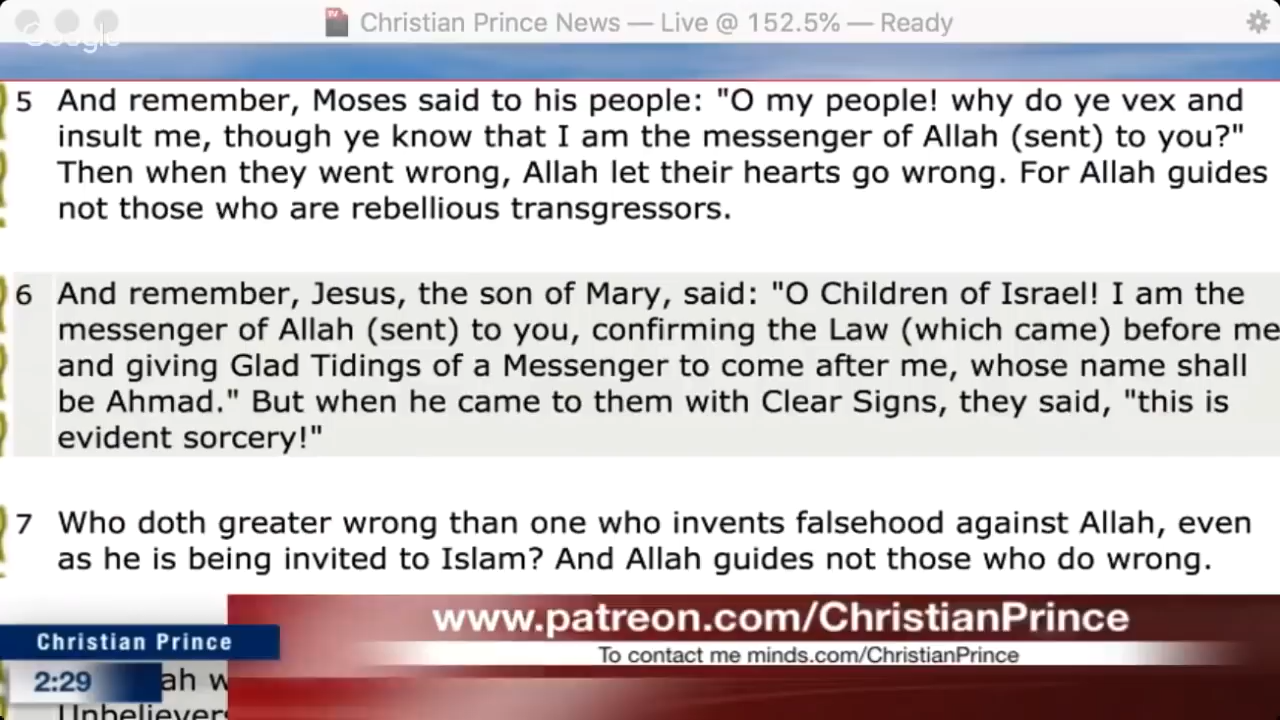 Christian Prince News — Live @ 152.5% — Ready
Google
5 And remember, Moses said to his people: "O my people! why do ye vex and
insult me, though ye know that I am the messenger of Allah (sent) to you?"
Then when they went wrong, Allah let their hearts go wrong. For Allah guides
not those who are rebellious transgressors.
6 And remember, Jesus, the son of Mary, said: "O Children of Israel! I am the
messenger of Allah (sent) to you, confirming the Law (which came) before me
and giving Glad Tidings of a Messenger to come after me, whose name shall
be Ahmad." But when he came to them with Clear Signs, they said, "this is
evident sorcery!"
7 Who doth greater wrong than one who invents falsehood against Allah, even
as he is being invited to Islam? And Allah guides not those who do wrong.
www.patreon.com/ChristianPrince
Christian Prince
To contact me minds.com/ChristianPrince
2:29